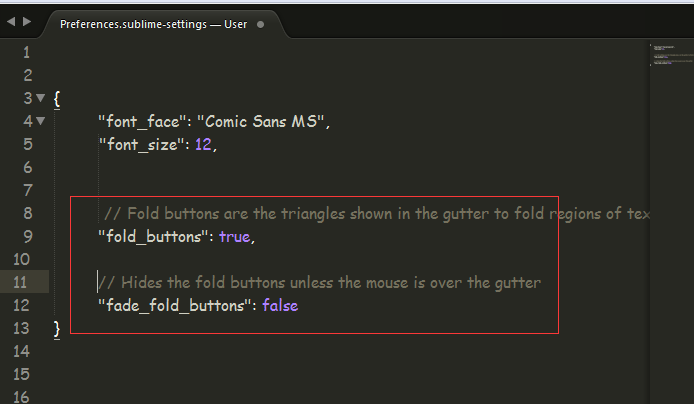 Preferences.sublime-settings — User
1
2
3 {
4 "font_face": "Comic Sans MS",
5 "font_size": 12,
6
7
8 // Fold buttons are the triangles shown in the gutter to fold regions of tex
9 "fold_buttons": true,
10
11 // Hides the fold buttons unless the mouse is over the gutter
12 "fade_fold_buttons": false
13 }
14
15
16